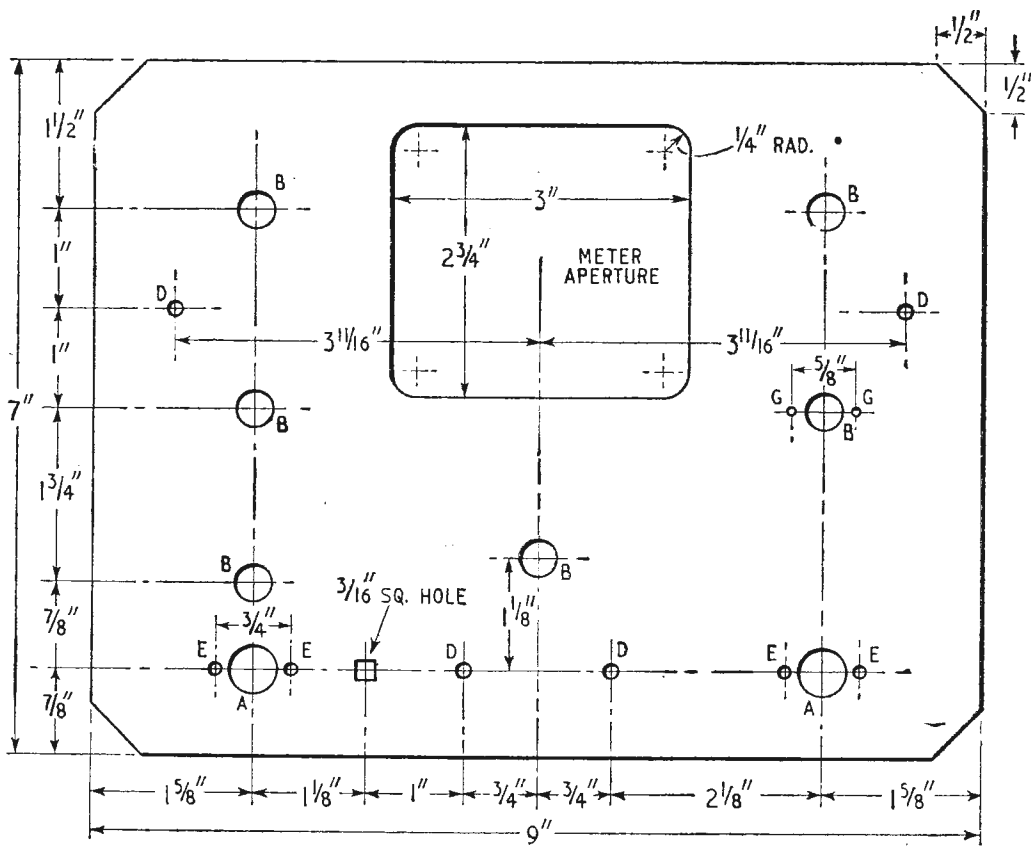 1/2"
1/2"
1 1/2"
1/4" RAD.
B
B
3"
1"
2 3/4"
METER
APERTURE
D
D
3 11/16"
3 11/16"
1"
5/8"
7"
G
G
B
B
1 3/4"
B
B
3/16" SQ. HOLE
1 1/8"
7/8"
3/4"
E
E
D
D
E
E
A
A
7/8"
1 5/8"
1 1/8"
1"
3/4"
3/4"
2 1/8"
1 5/8"
9"